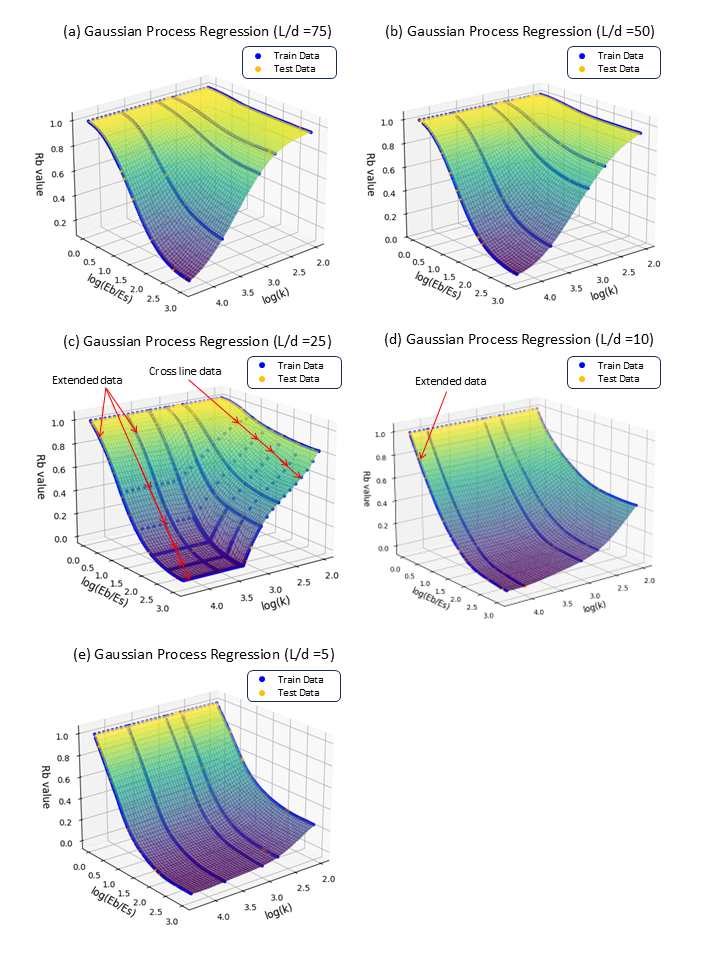 (a) Gaussian Process Regression (L/d =75)
Train Data
Test Data
1.0
0.8
0.6
0.4
0.2
Rb value
0.0
0.5
1.0
1.5
2.0
2.5
3.0
log(Eb/Es)
4.0
3.5
3.0
2.5
2.0
log(k)
(b) Gaussian Process Regression (L/d =50)
Train Data
Test Data
1.0
0.8
0.6
0.4
0.2
0.0
Rb value
0.0
0.5
1.0
1.5
2.0
2.5
3.0
log(Eb/Es)
4.0
3.5
3.0
2.5
2.0
log(k)
(c) Gaussian Process Regression (L/d =25)
Train Data
Test Data
Extended data
Cross line data
1.0
0.8
0.6
0.4
0.2
0.0
Rb value
0.0
0.5
1.0
1.5
2.0
2.5
3.0
log(Eb/Es)
4.0
3.5
3.0
2.5
2.0
log(k)
(d) Gaussian Process Regression (L/d =10)
Train Data
Test Data
Extended data
1.0
0.8
0.6
0.4
0.2
0.0
Rb value
0.0
0.5
1.0
1.5
2.0
2.5
3.0
log(Eb/Es)
4.0
3.5
3.0
2.5
2.0
log(k)
(e) Gaussian Process Regression (L/d =5)
Train Data
Test Data
1.0
0.8
0.6
0.4
0.2
0.0
Rb value
0.0
0.5
1.0
1.5
2.0
2.5
3.0
log(Eb/Es)
4.0
3.5
3.0
2.5
2.0
log(k)